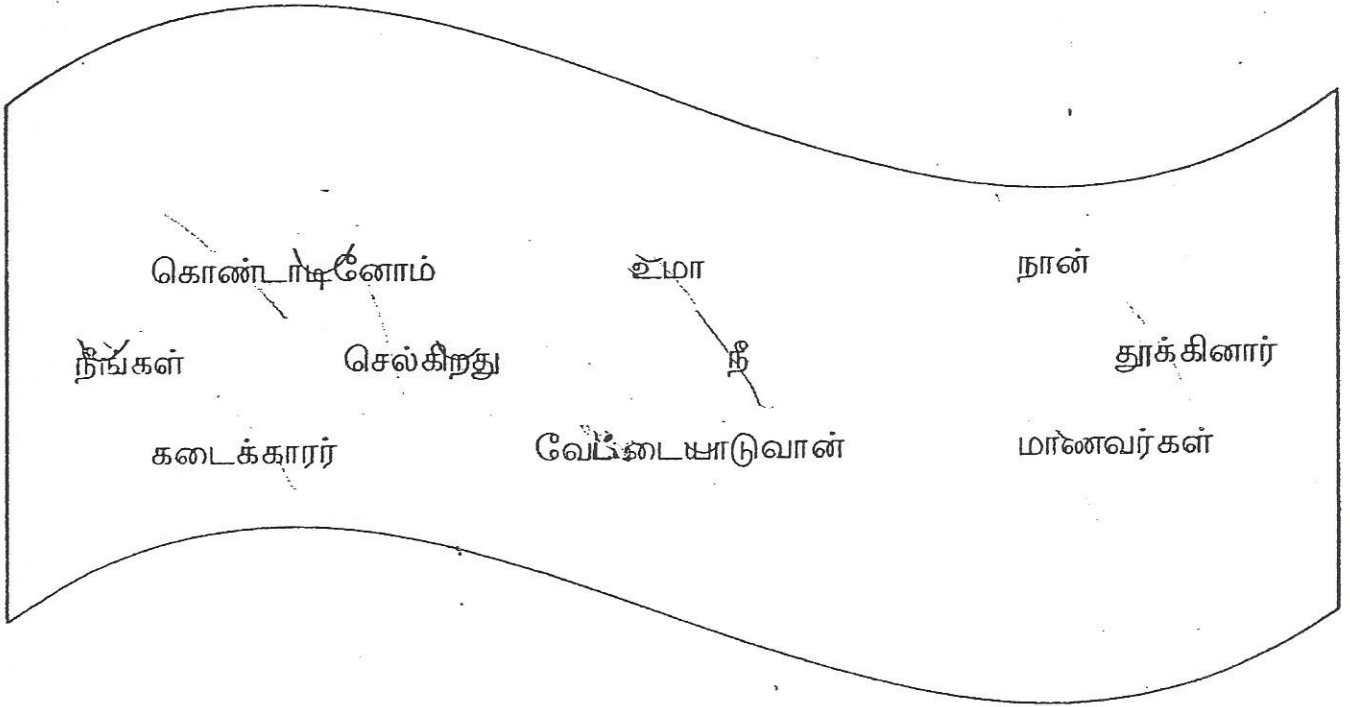 கொண்டாடினோம் உமா நான்
நீங்கள் செல்கிறது நீ தூக்கினார்
கடைக்காரர் வேட்டையாடுவான் மாணவர்கள்